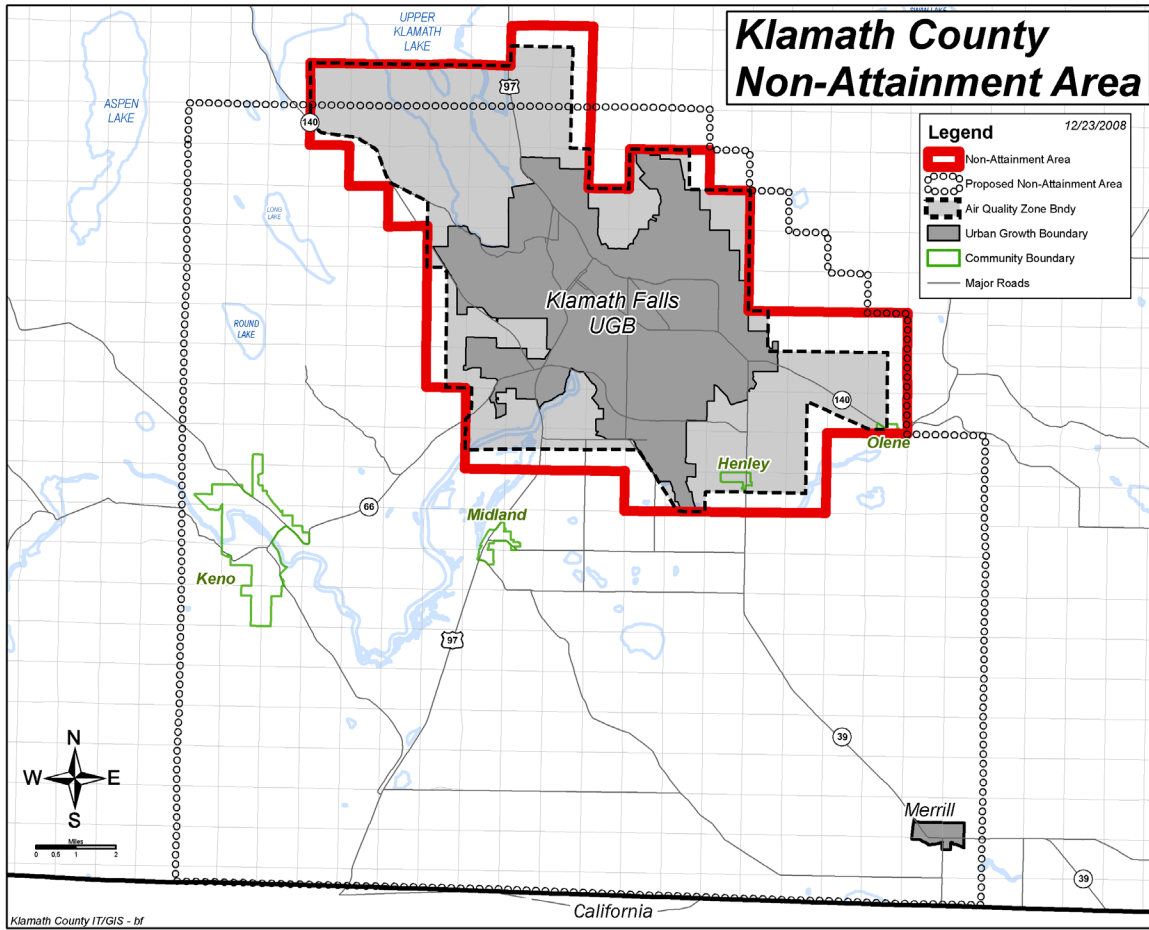 Klamath County
Non-Attainment Area
12/23/2008
Legend
Non-Attainment Area
Proposed Non-Attainment Area
Air Quality Zone Bndy
Urban Growth Boundary
Community Boundary
Major Roads
SWAN LAKE
UPPER
KLAMATH
LAKE
97
ASPEN
LAKE
140
LONG
LAKE
ROUND
LAKE
Klamath Falls
UGB
140
Olene
Henley
66
Midland
Keno
97
39
Merrill
39
N
W
E
S
Miles
0 0.5 1 2
California
Klamath County IT/GIS - bf